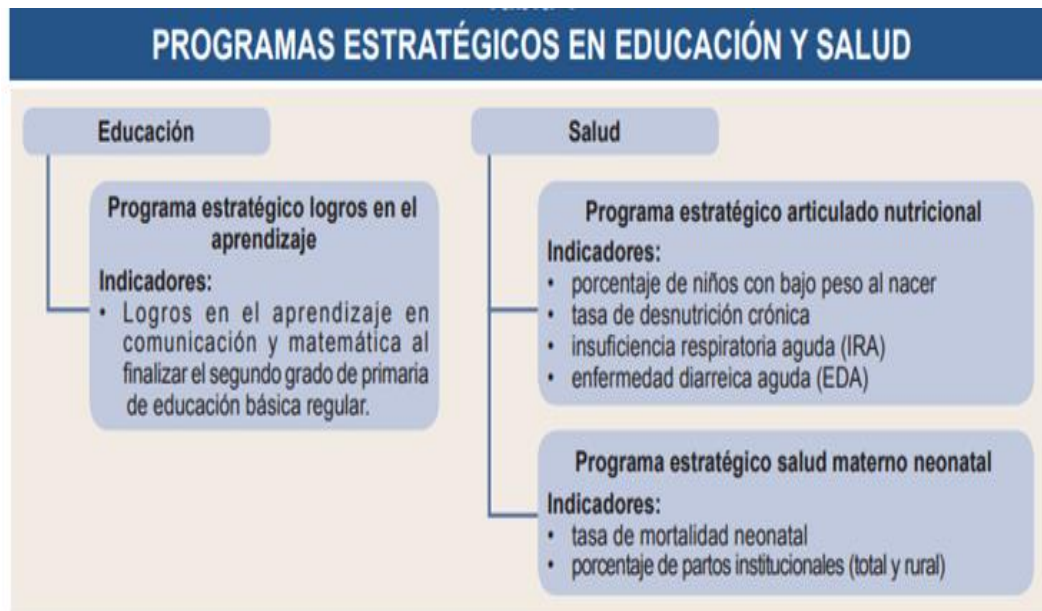 PROGRAMAS ESTRATÉGICOS EN EDUCACIÓN Y SALUD
Educación
Programa estratégico logros en el
aprendizaje
Indicadores:
• Logros en el aprendizaje en
comunicación y matemática al
finalizar el segundo grado de primaria
de educación básica regular.
Salud
Programa estratégico articulado nutricional
Indicadores:
• porcentaje de niños con bajo peso al nacer
• tasa de desnutrición crónica
• insuficiencia respiratoria aguda (IRA)
• enfermedad diarreica aguda (EDA)
Programa estratégico salud materno neonatal
Indicadores:
• tasa de mortalidad neonatal
• porcentaje de partos institucionales (total y rural)